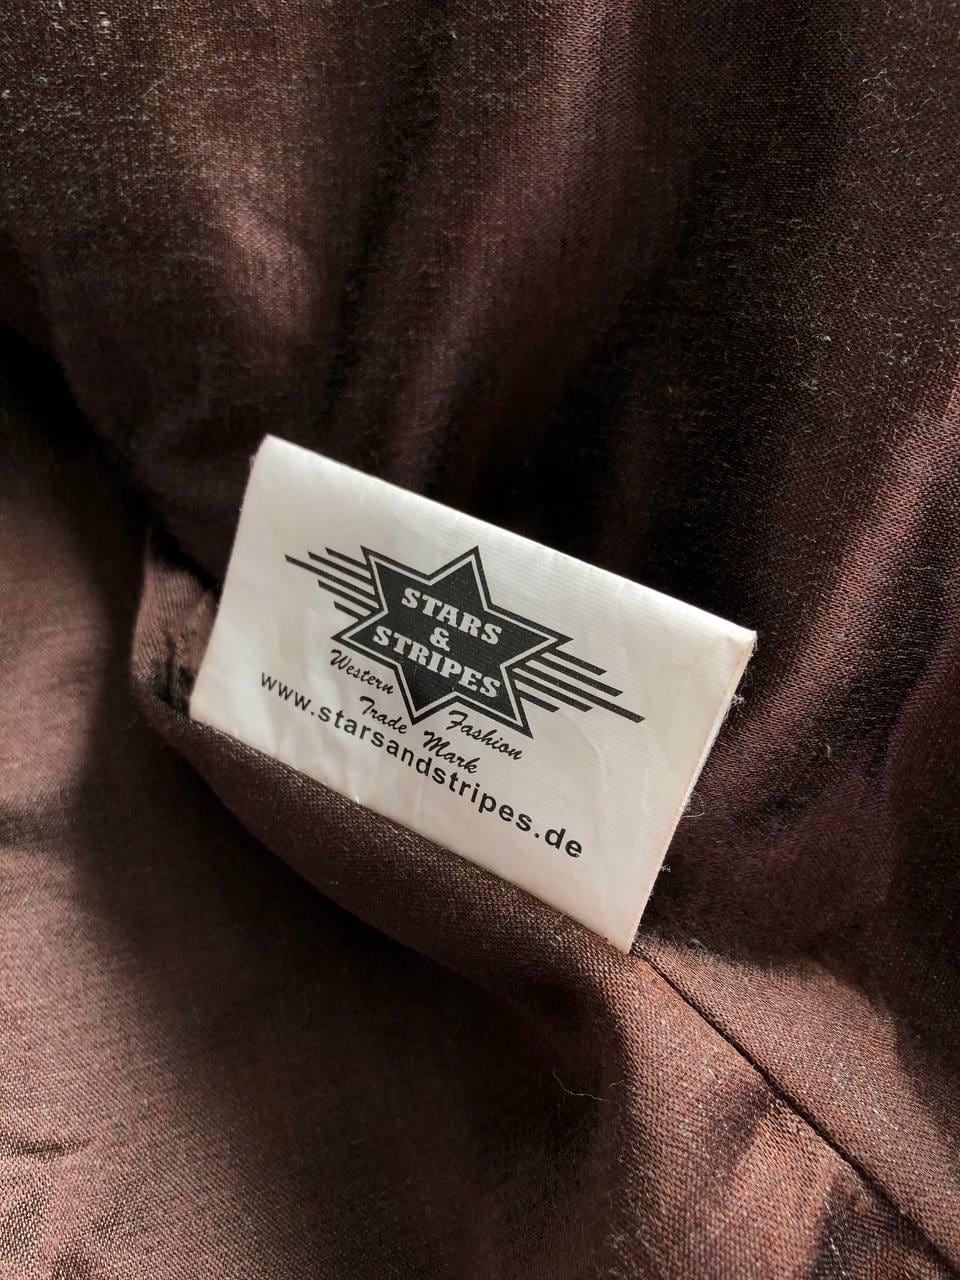 STARS
&
STRIPES
Western Fashion
Trade Mark
www.starsandstripes.de